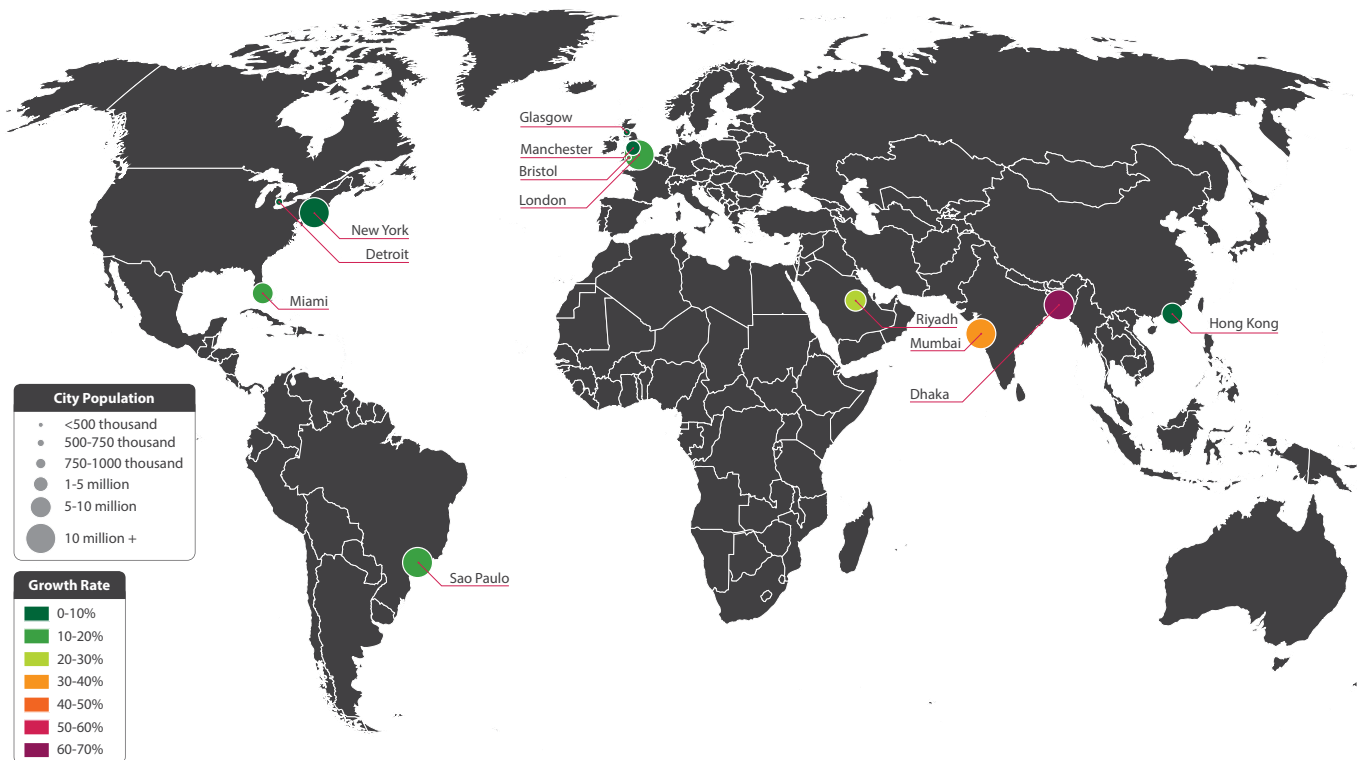 Glasgow
Manchester
Bristol
London
New York
Detroit
Miami
Riyadh
Mumbai
Hong Kong
Dhaka
Sao Paulo
City Population
<500 thousand
500-750 thousand
750-1000 thousand
1-5 million
5-10 million
10 million +
Growth Rate
0-10%
10-20%
20-30%
30-40%
40-50%
50-60%
60-70%